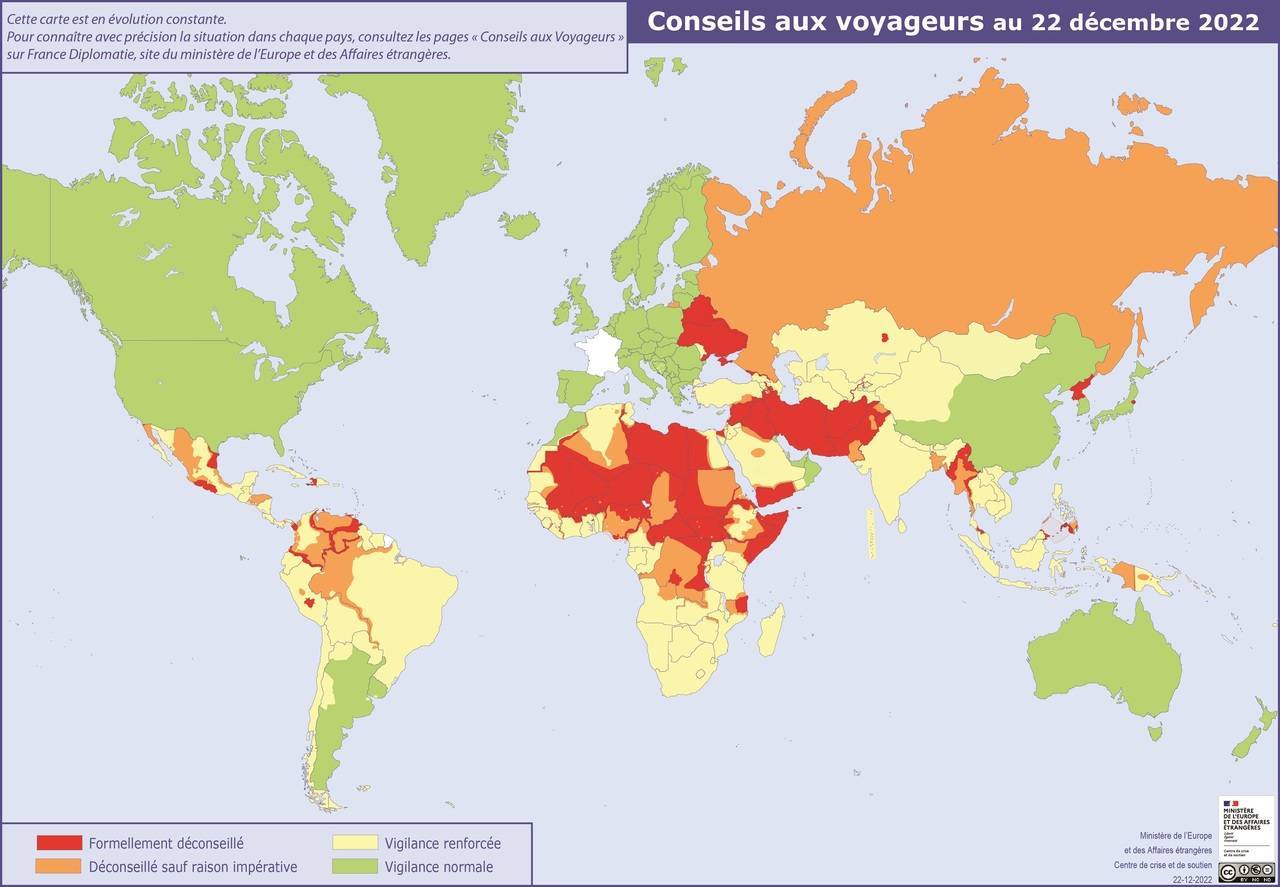 Cette carte est en évolution constante.
Pour connaître avec précision la situation dans chaque pays, consultez les pages « Conseils aux Voyageurs »
sur France Diplomatie, site du ministère de l'Europe et des Affaires étrangères.
Conseils aux voyageurs au 22 décembre 2022
Formellement déconseillé
Déconseillé sauf raison impérative
Vigilance renforcée
Vigilance normale
Ministère de l'Europe
et des Affaires étrangères
Centre de crise et de soutien
22-12-2022
MINISTÈRE
DE L'EUROPE
ET DES AFFAIRES
ÉTRANGÈRES
Liberté
Égalité
Fraternité
Centre de crise
et de soutien
CC
BY NC ND